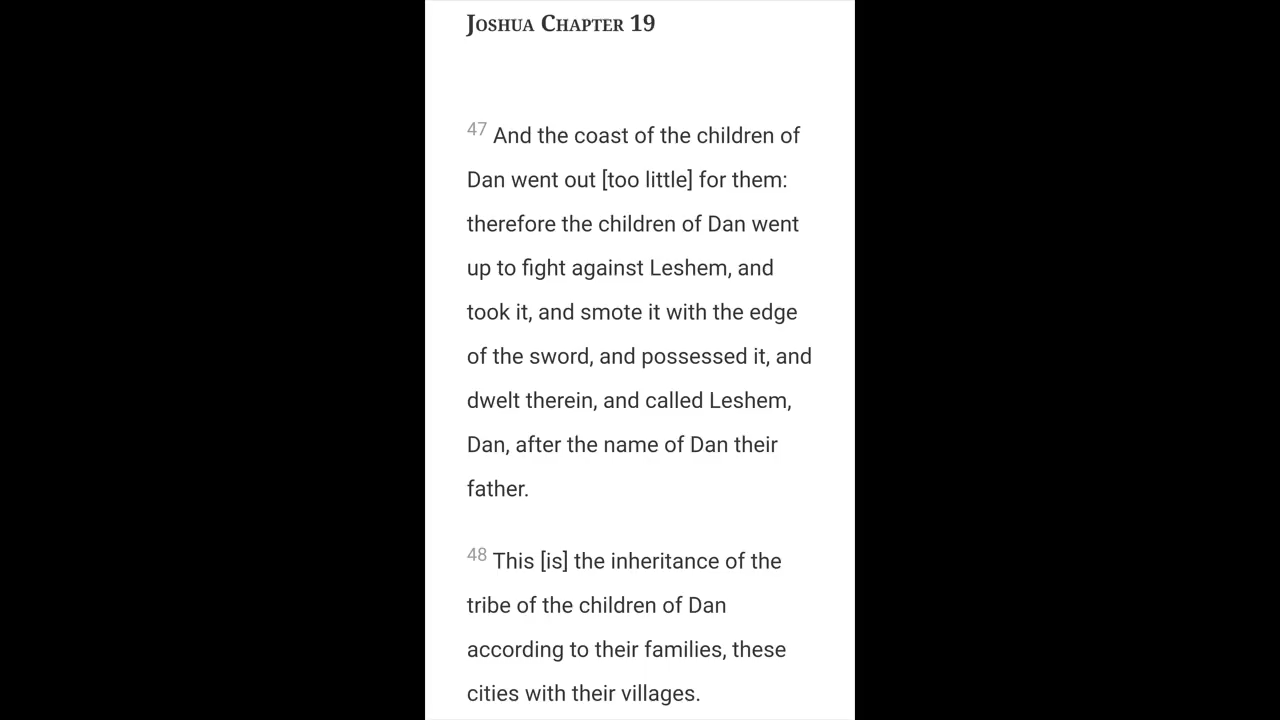 Joshua Chapter 19
47 And the coast of the children of
Dan went out [too little] for them:
therefore the children of Dan went
up to fight against Leshem, and
took it, and smote it with the edge
of the sword, and possessed it, and
dwelt therein, and called Leshem,
Dan, after the name of Dan their
father.
48 This [is] the inheritance of the
tribe of the children of Dan
according to their families, these
cities with their villages.